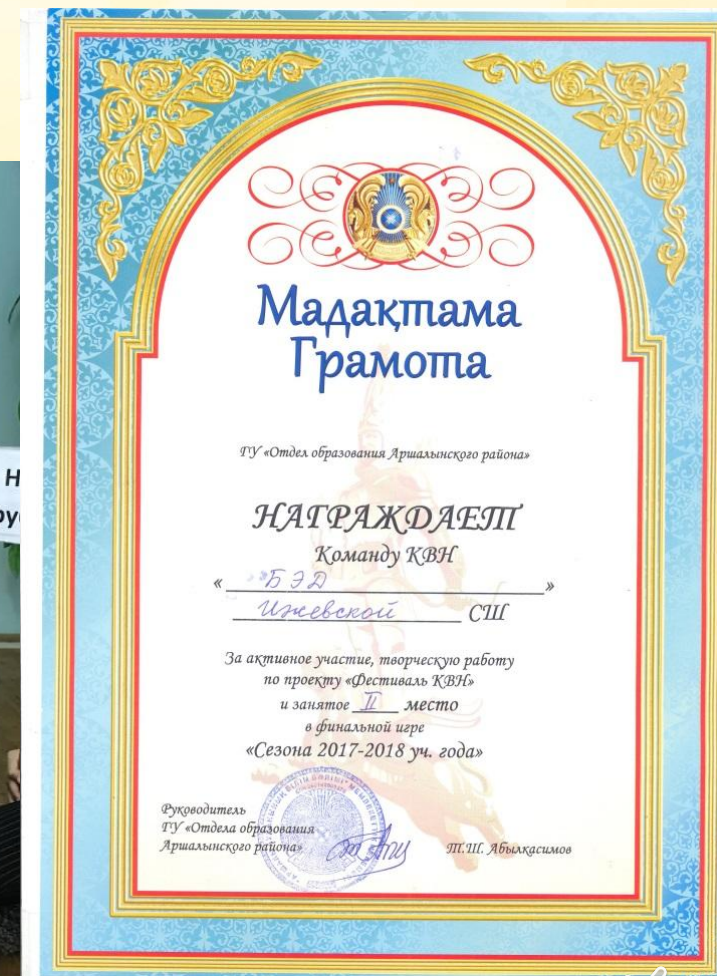 Мадақтама
Грамота
ГУ «Отдел образования Аршалынского района»
НАГРАЖДАЕТ
Команду КВН
« БЭД »
Ижевской СШ
За активное участие, творческую работу
по проекту «Фестиваль КВН»
и занятое II место
в финальной игре
«Сезона 2017-2018 уч. года»
Руководитель
ГУ «Отдела образования
Аршалынского района»
Т.Ш. Абылкасимов